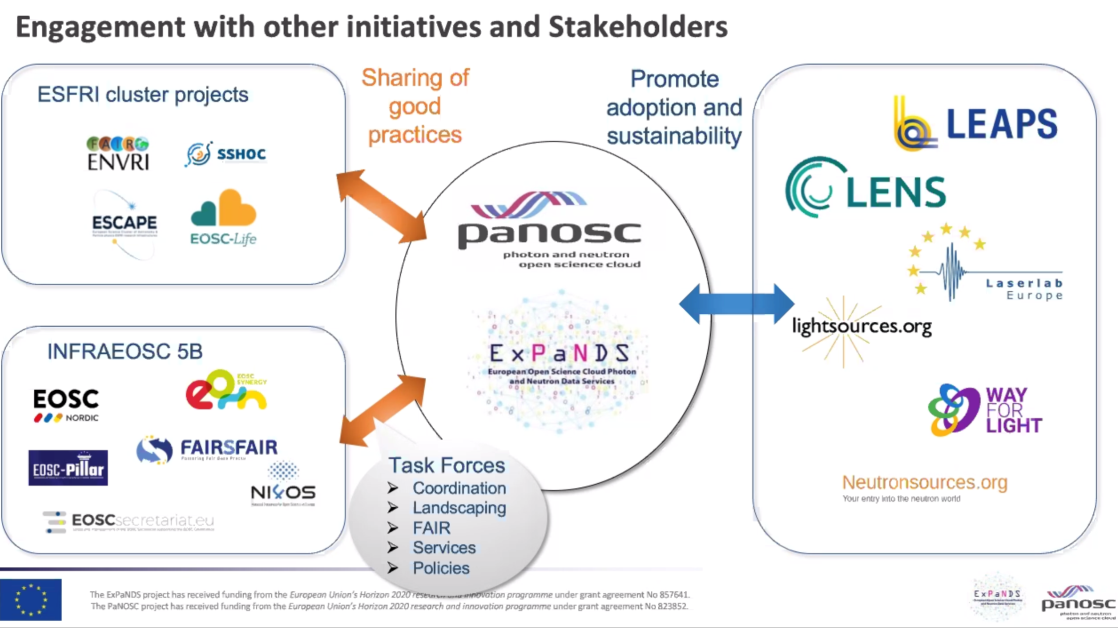 Engagement with other initiatives and Stakeholders
ESFRI cluster projects
FAIR
ENVRI
SSHOC
ESCAPE
EOSC-Life
Sharing of
good
practices
Promote
adoption and
sustainability
panosc
photon and neutron
open science cloud
ExPaNDS
European Open Science Cloud Photon
and Neutron Data Services
LEAPS
LENS
Laserlab
Europe
lightsources.org
WAY
FOR
LIGHT
Neutronsources.org
Your entry into the neutron world
INFRAEOSC 5B
EOSC
NORDIC
eosc
SYNERGY
EOSC-Pillar
FAIRSFAIR
Fostering Fair Data Practices
NI4OS
EOSCsecretariat.eu
Task Forces
➢ Coordination
➢ Landscaping
➢ FAIR
➢ Services
➢ Policies
The ExPaNDS project has received funding from the European Union's Horizon 2020 research and innovation programme under grant agreement No 857641.
The PaNOSC project has received funding from the European Union's Horizon 2020 research and innovation programme under grant agreement No 823852.
ExPaNDS
panosc
photon and neutron
open science cloud